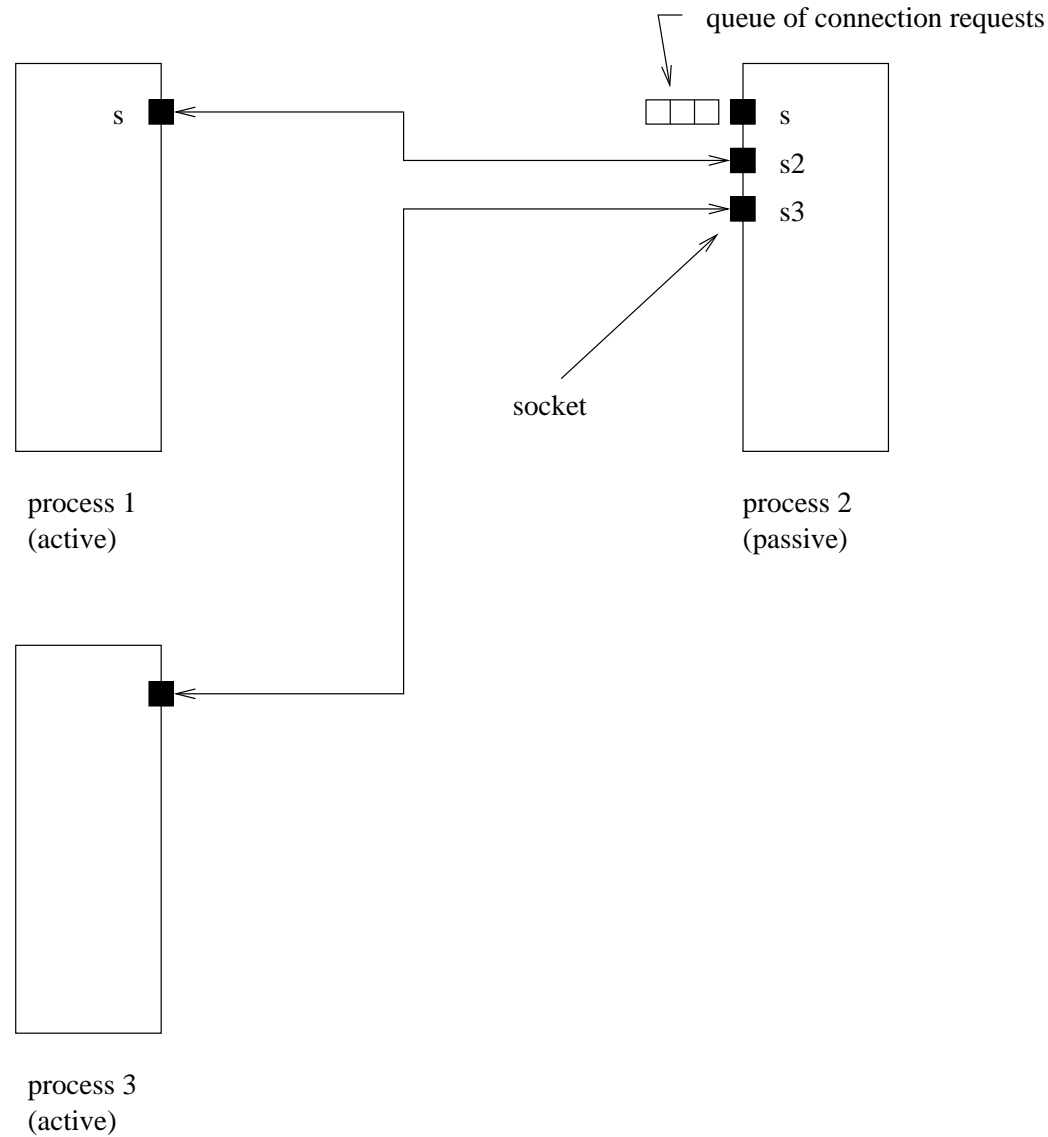 queue of connection requests
s
s
s2
s3
socket
process 1
(active)
process 2
(passive)
process 3
(active)